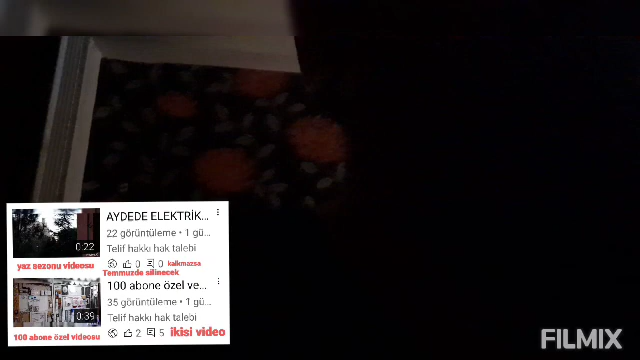 AYDEDE ELEKTRİK...
22 görüntüleme • 1 gü...
0:22
Telif hakkı hak talebi
0 0 kalkmazsa
yaz sezonu videosu
Temmuzde silinecek
100 abone özel ve...
35 görüntüleme • 1 gü...
0:39
Telif hakkı hak talebi
2 5 ikisi video
100 abone özel videosu
FILMIX